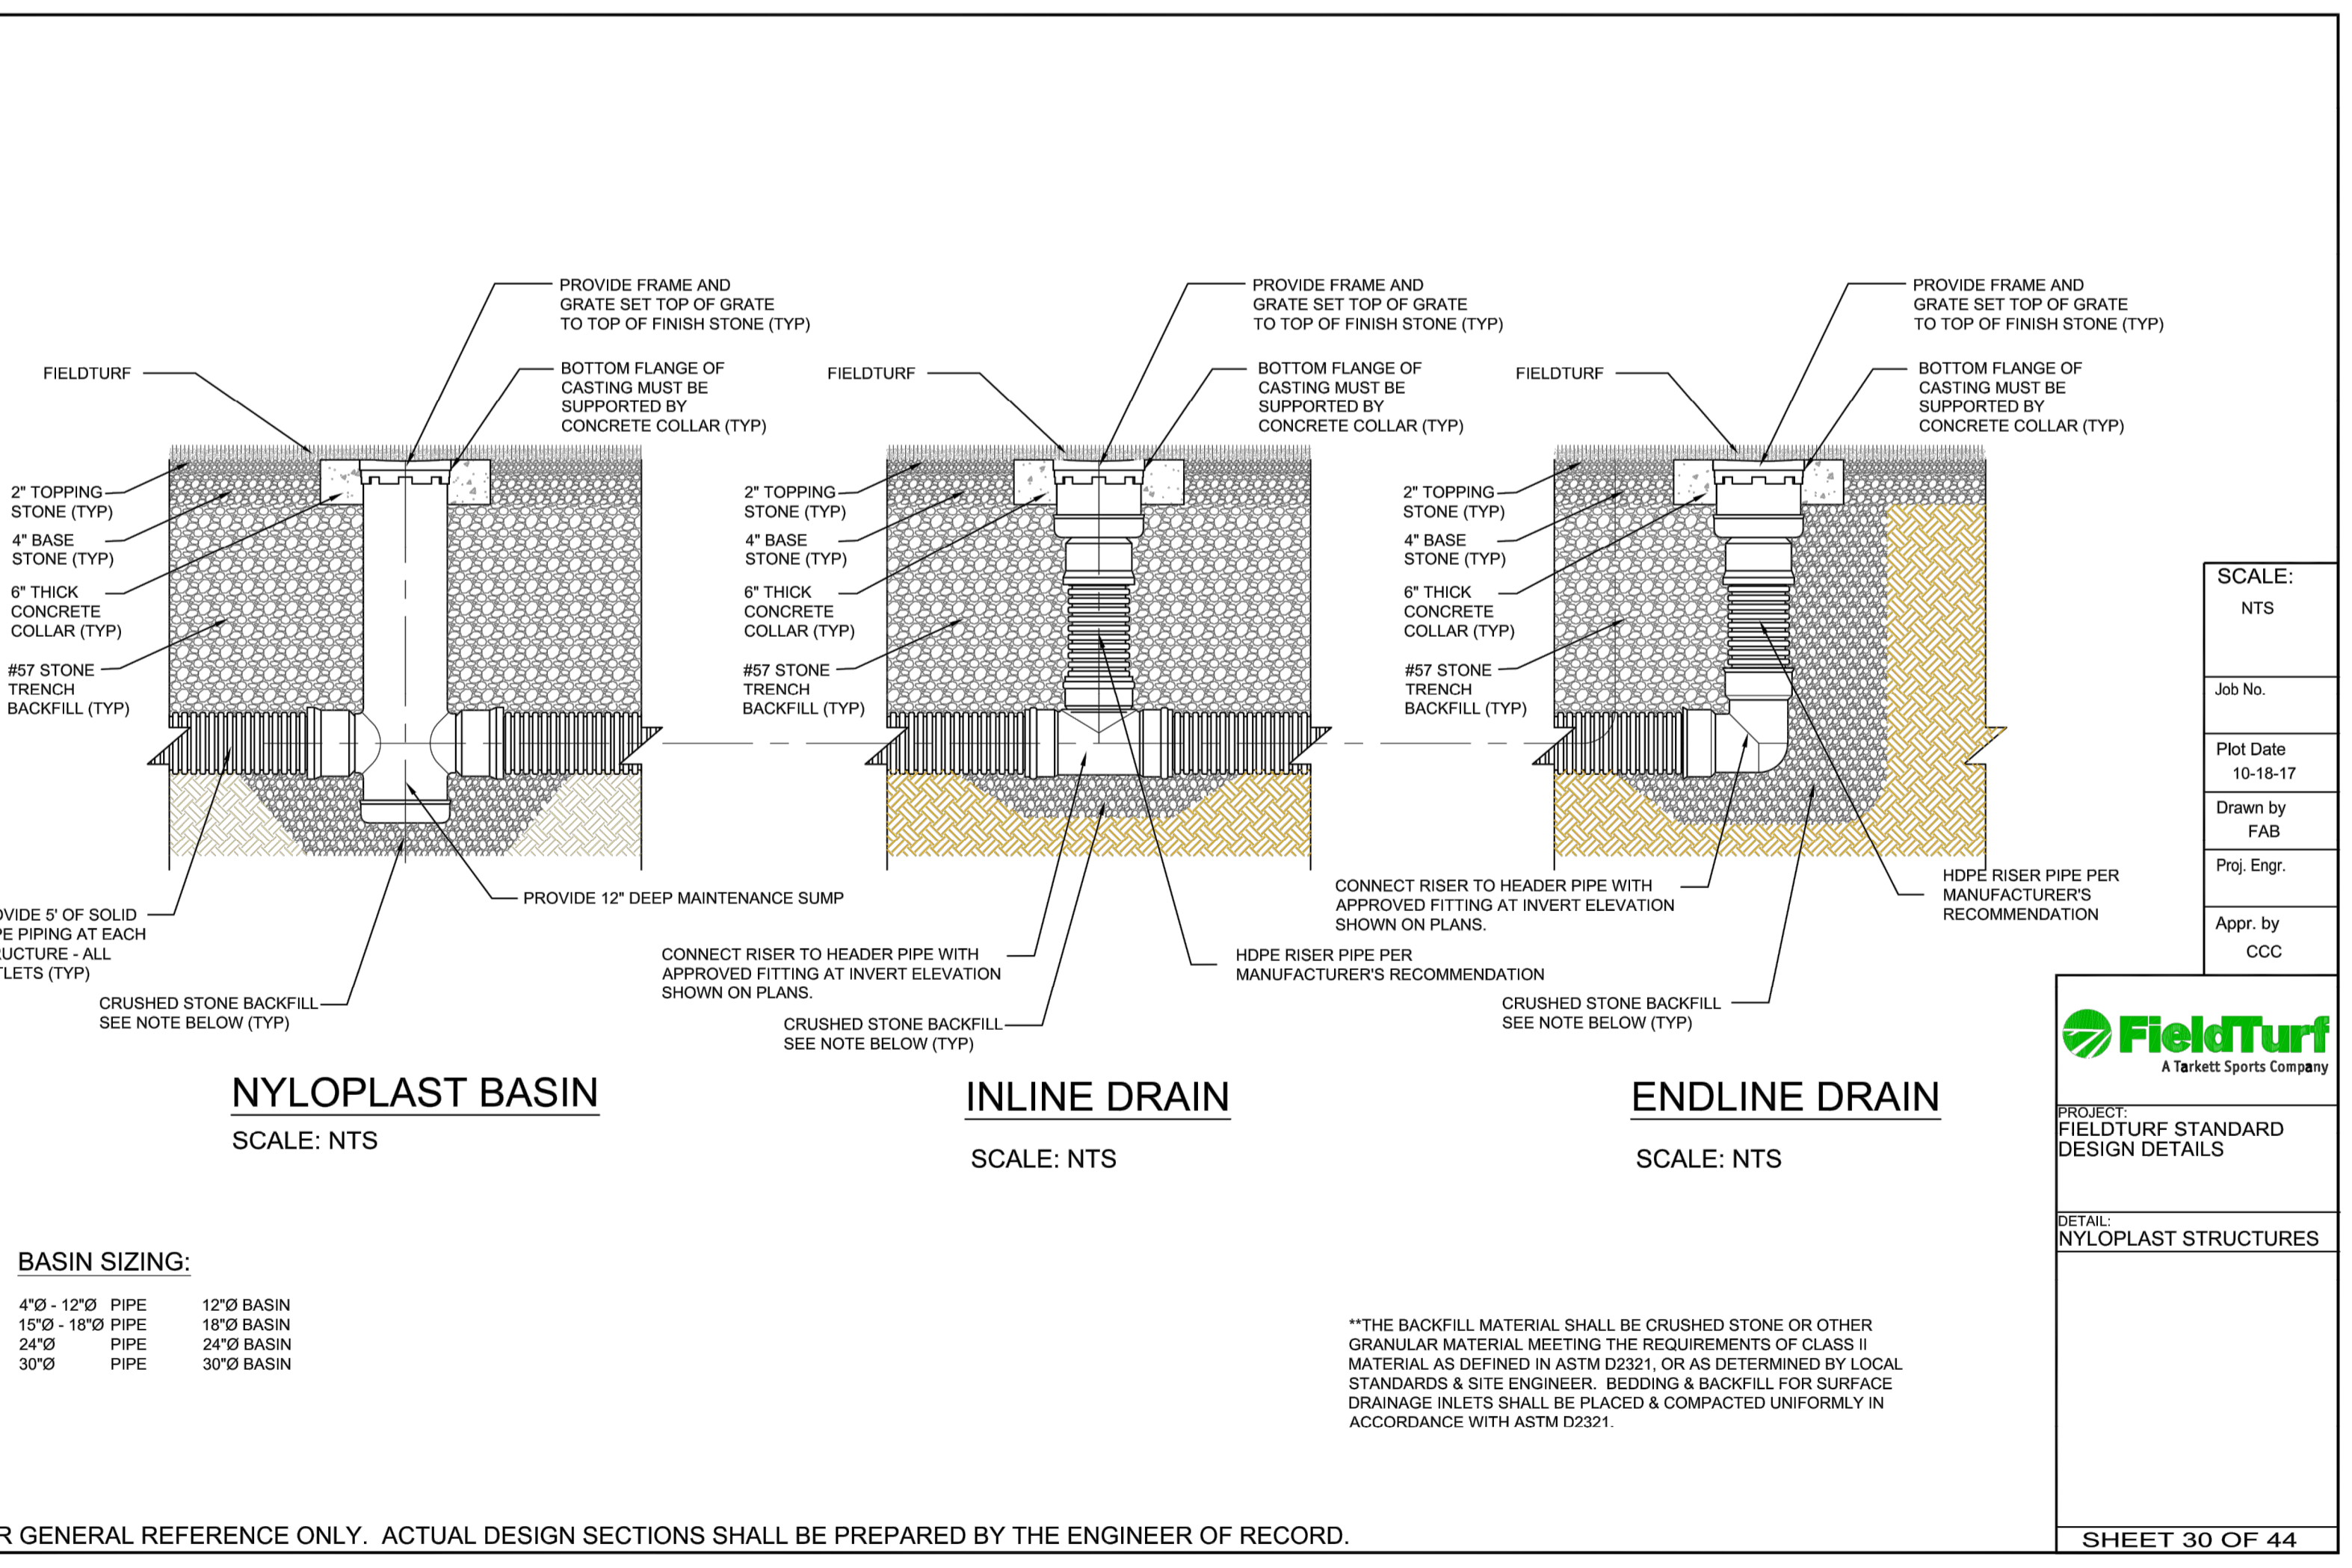 PROVIDE FRAME AND
GRATE SET TOP OF GRATE
TO TOP OF FINISH STONE (TYP)
FIELDTURF
BOTTOM FLANGE OF
CASTING MUST BE
SUPPORTED BY
CONCRETE COLLAR (TYP)
2" TOPPING
STONE (TYP)
4" BASE
STONE (TYP)
6" THICK
CONCRETE
COLLAR (TYP)
#57 STONE
TRENCH
BACKFILL (TYP)
PROVIDE 12" DEEP MAINTENANCE SUMP
OVIDE 5' OF SOLID
PE PIPING AT EACH
RUCTURE - ALL
TLETS (TYP)
CRUSHED STONE BACKFILL
SEE NOTE BELOW (TYP)
NYLOPLAST BASIN
SCALE: NTS
PROVIDE FRAME AND
GRATE SET TOP OF GRATE
TO TOP OF FINISH STONE (TYP)
FIELDTURF
BOTTOM FLANGE OF
CASTING MUST BE
SUPPORTED BY
CONCRETE COLLAR (TYP)
2" TOPPING
STONE (TYP)
4" BASE
STONE (TYP)
6" THICK
CONCRETE
COLLAR (TYP)
#57 STONE
TRENCH
BACKFILL (TYP)
CONNECT RISER TO HEADER PIPE WITH
APPROVED FITTING AT INVERT ELEVATION
SHOWN ON PLANS.
HDPE RISER PIPE PER
MANUFACTURER'S RECOMMENDATION
CRUSHED STONE BACKFILL
SEE NOTE BELOW (TYP)
INLINE DRAIN
SCALE: NTS
PROVIDE FRAME AND
GRATE SET TOP OF GRATE
TO TOP OF FINISH STONE (TYP)
FIELDTURF
BOTTOM FLANGE OF
CASTING MUST BE
SUPPORTED BY
CONCRETE COLLAR (TYP)
2" TOPPING
STONE (TYP)
4" BASE
STONE (TYP)
6" THICK
CONCRETE
COLLAR (TYP)
#57 STONE
TRENCH
BACKFILL (TYP)
CONNECT RISER TO HEADER PIPE WITH
APPROVED FITTING AT INVERT ELEVATION
SHOWN ON PLANS.
HDPE RISER PIPE PER
MANUFACTURER'S
RECOMMENDATION
CRUSHED STONE BACKFILL
SEE NOTE BELOW (TYP)
ENDLINE DRAIN
SCALE: NTS
BASIN SIZING:
4"Ø - 12"Ø PIPE 12"Ø BASIN
15"Ø - 18"Ø PIPE 18"Ø BASIN
24"Ø PIPE 24"Ø BASIN
30"Ø PIPE 30"Ø BASIN
**THE BACKFILL MATERIAL SHALL BE CRUSHED STONE OR OTHER
GRANULAR MATERIAL MEETING THE REQUIREMENTS OF CLASS II
MATERIAL AS DEFINED IN ASTM D2321, OR AS DETERMINED BY LOCAL
STANDARDS & SITE ENGINEER. BEDDING & BACKFILL FOR SURFACE
DRAINAGE INLETS SHALL BE PLACED & COMPACTED UNIFORMLY IN
ACCORDANCE WITH ASTM D2321.
R GENERAL REFERENCE ONLY. ACTUAL DESIGN SECTIONS SHALL BE PREPARED BY THE ENGINEER OF RECORD.
SCALE:
NTS
Job No.
Plot Date
10-18-17
Drawn by
FAB
Proj. Engr.
Appr. by
CCC
FieldTurf
A Tarkett Sports Company
PROJECT:
FIELDTURF STANDARD
DESIGN DETAILS
DETAIL:
NYLOPLAST STRUCTURES
SHEET 30 OF 44